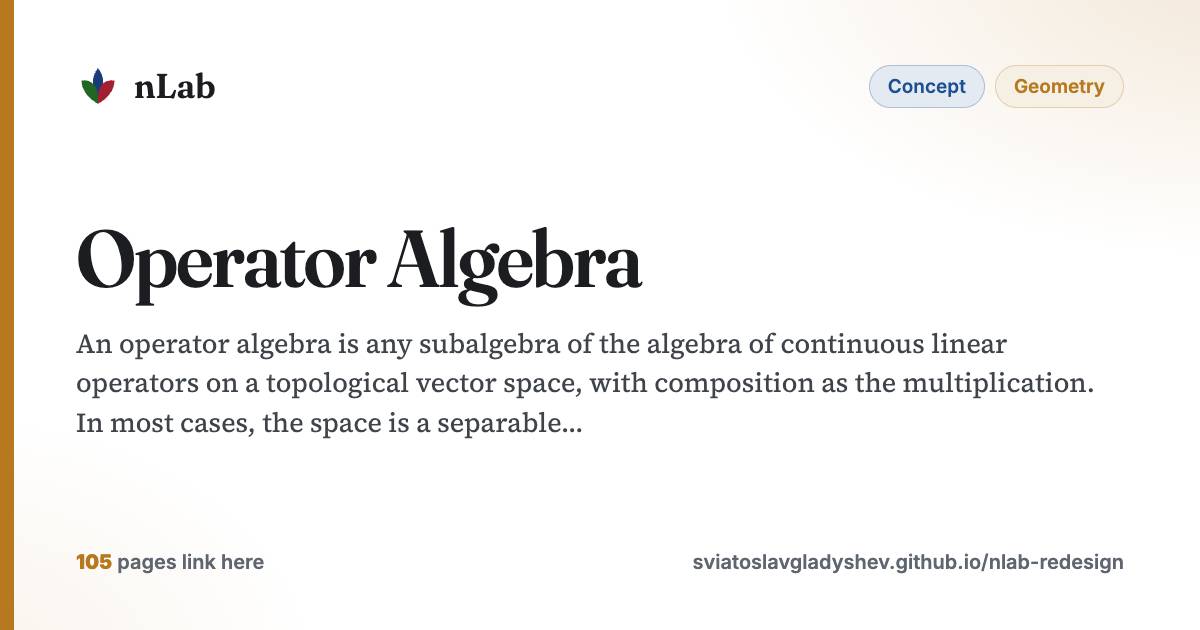 nLab
Concept
Geometry
Operator Algebra
An operator algebra is any subalgebra of the algebra of continuous linear
operators on a topological vector space, with composition as the multiplication.
In most cases, the space is a separable...
105 pages link here
sviatoslavgladyshev.github.io/nlab-redesign